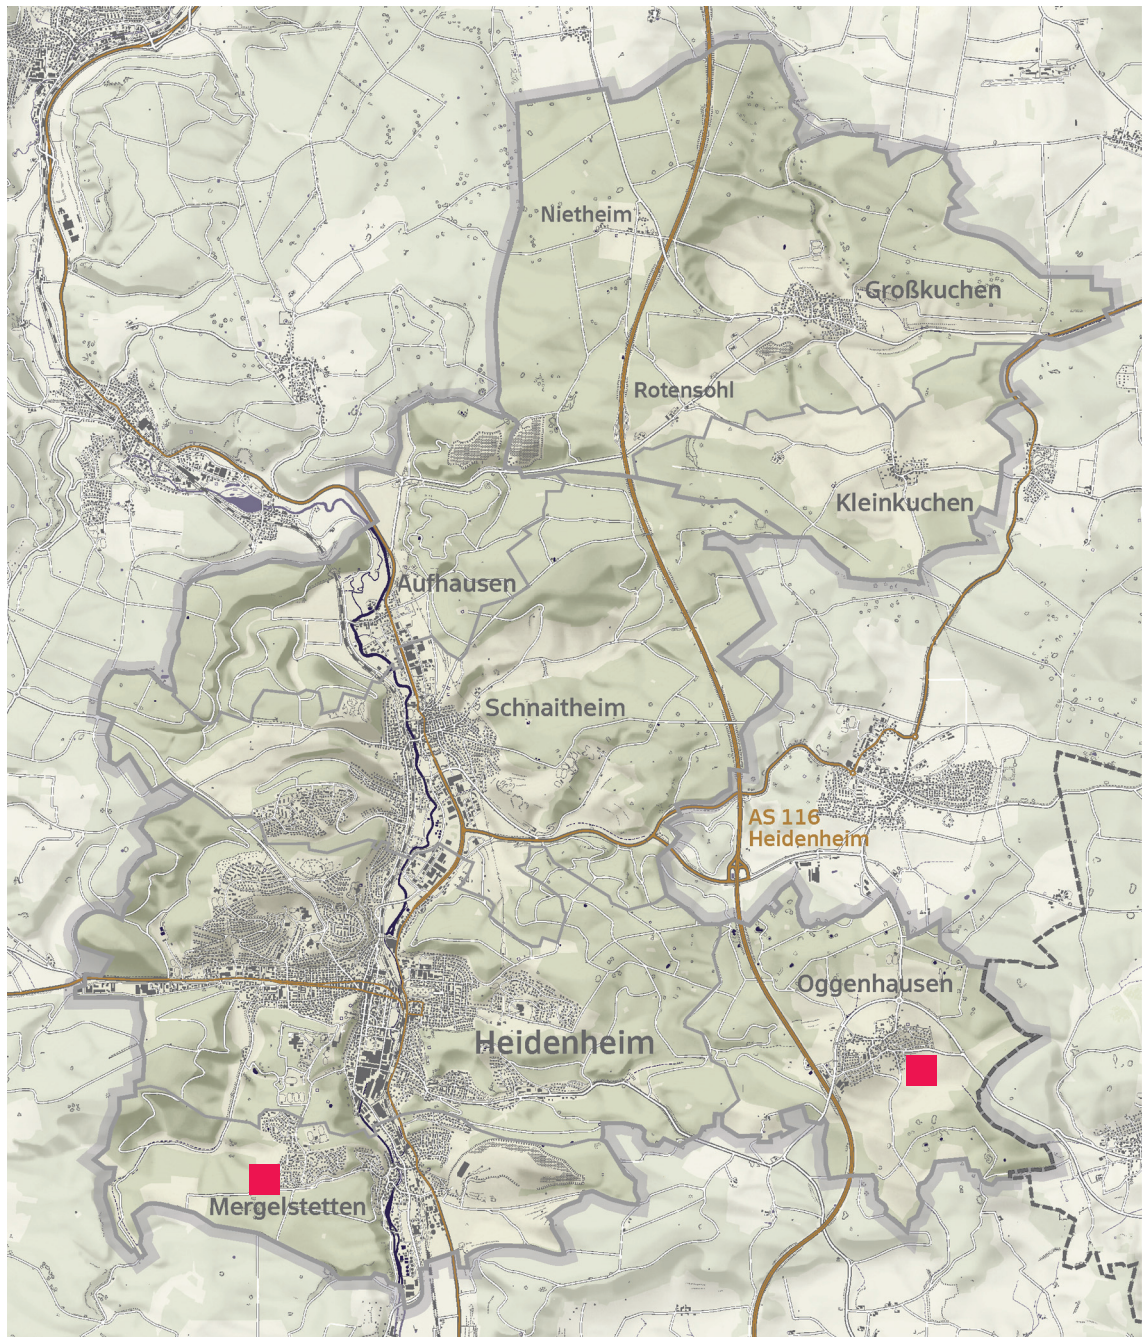 Nietheim
Großkuchen
Rotensohl
Kleinkuchen
Aufhausen
Schnaitheim
AS 116
Heidenheim
Oggenhausen
Heidenheim
Mergelstetten